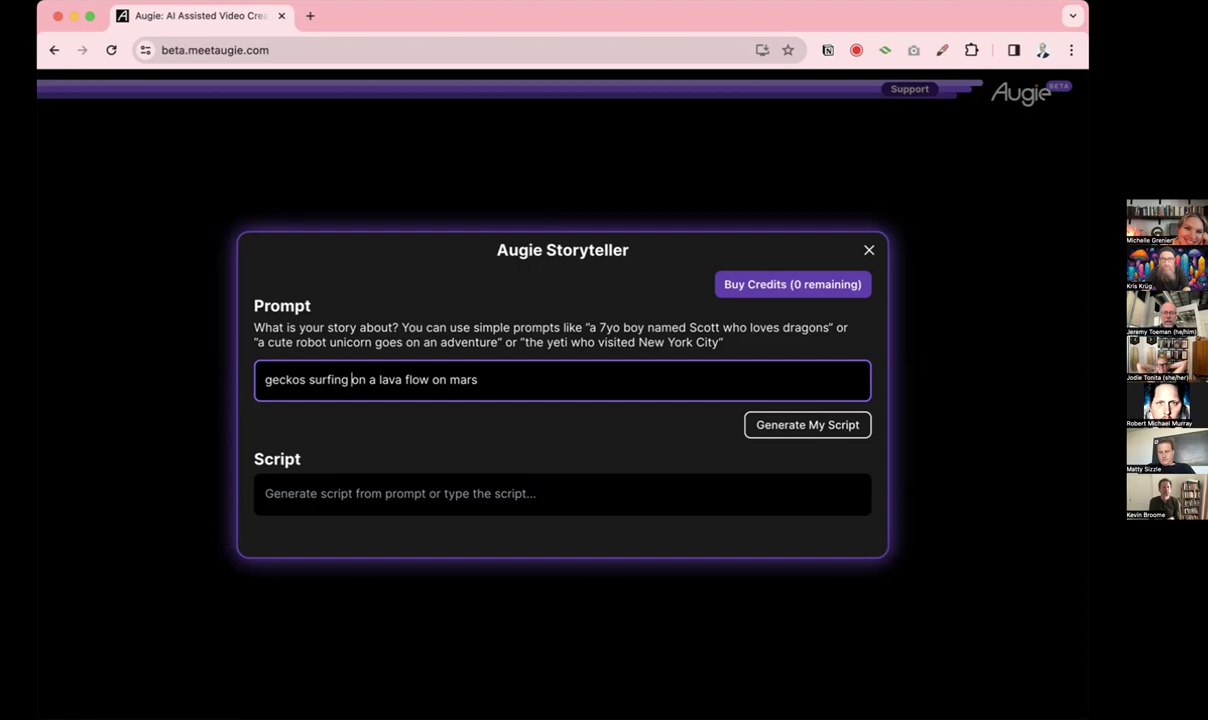 Augie: AI Assisted Video Crea
beta.meetaugie.com
Support
Augie BETA
Augie Storyteller
Buy Credits (0 remaining)
Prompt
What is your story about? You can use simple prompts like "a 7yo boy named Scott who loves dragons" or
"a cute robot unicorn goes on an adventure" or "the yeti who visited New York City"
geckos surfing on a lava flow on mars
Generate My Script
Script
Generate script from prompt or type the script...
Michelle Grenier
Kris Krüg
Jeremy Toeman (he/him)
Jodie Tonita (she/her)
Robert Michael Murray
Matty Sizzle
Kevin Broome